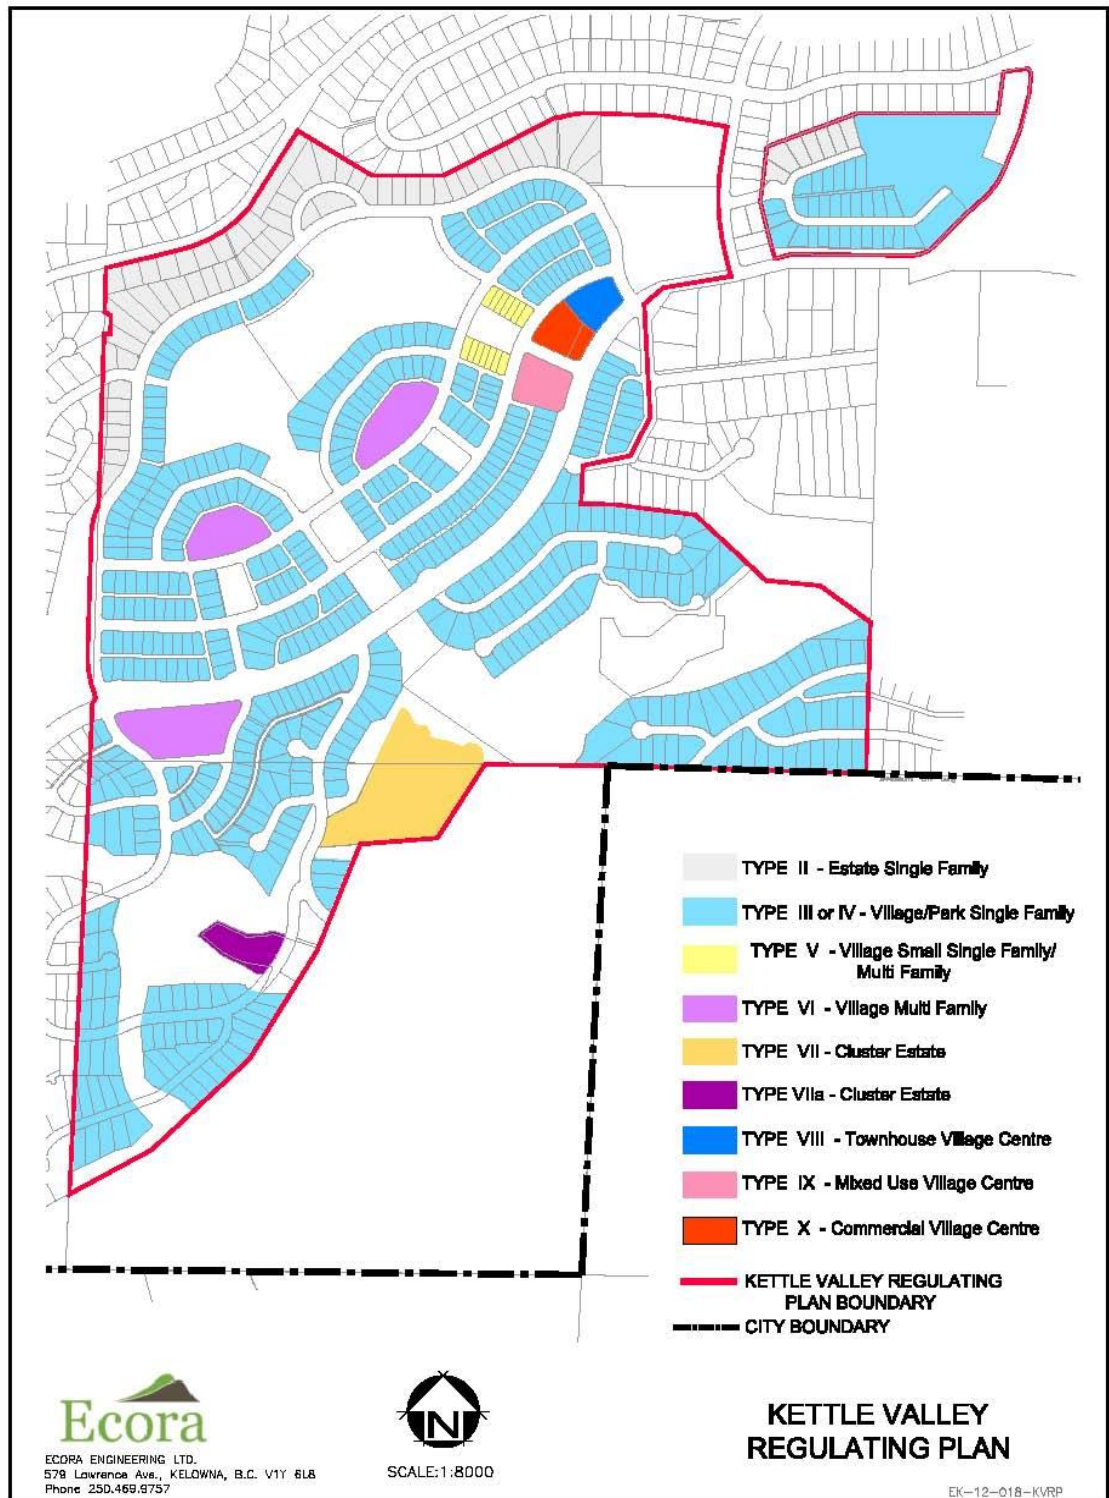 TYPE II - Estate Single Family
TYPE III or IV - Village/Park Single Family
TYPE V - Village Small Single Family/
Multi Family
TYPE VI - Village Multi Family
TYPE VII - Cluster Estate
TYPE VIIa - Cluster Estate
TYPE VIII - Townhouse Village Centre
TYPE IX - Mixed Use Village Centre
TYPE X - Commercial Village Centre
KETTLE VALLEY REGULATING
PLAN BOUNDARY
CITY BOUNDARY
Ecora
ECORA ENGINEERING LTD.
579 Lawrence Ave., KELOWNA, B.C. V1Y 6L8
Phone 250.469.9757
N
SCALE:1:8000
KETTLE VALLEY
REGULATING PLAN
EK-12-018-KVRP